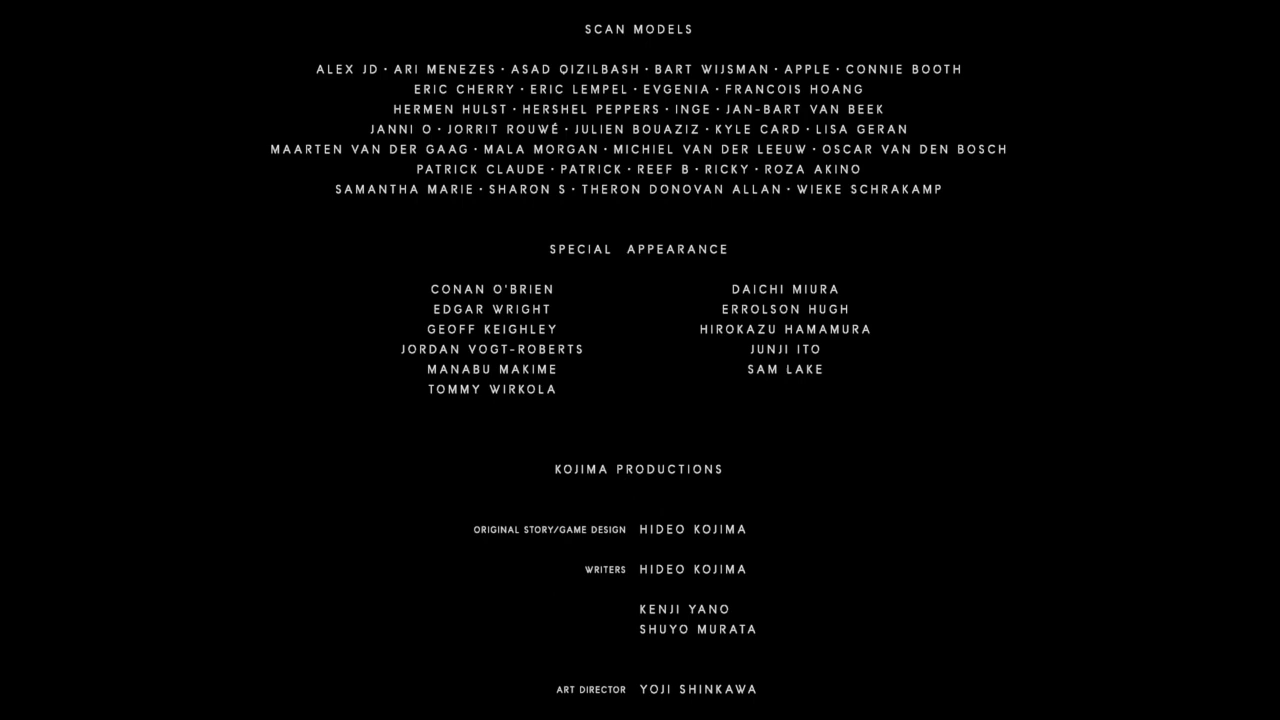 SCAN MODELS
ALEX JD · ARI MENEZES · ASAD QIZILBASH · BART WIJSMAN · APPLE · CONNIE BOOTH
ERIC CHERRY · ERIC LEMPEL · EVGENIA · FRANCOIS HOANG
HERMEN HULST · HERSHEL PEPPERS · INGE · JAN-BART VAN BEEK
JANNI O · JORRIT ROUWÉ · JULIEN BOUAZIZ · KYLE CARD · LISA GERAN
MAARTEN VAN DER GAAG · MALA MORGAN · MICHIEL VAN DER LEEUW · OSCAR VAN DEN BOSCH
PATRICK CLAUDE · PATRICK · REEF B · RICKY · ROZA AKINO
SAMANTHA MARIE · SHARON S · THERON DONOVAN ALLAN · WIEKE SCHRAKAMP
SPECIAL APPEARANCE
CONAN O'BRIEN
EDGAR WRIGHT
GEOFF KEIGHLEY
JORDAN VOGT-ROBERTS
MANABU MAKIME
TOMMY WIRKOLA
DAICHI MIURA
ERROLSON HUGH
HIROKAZU HAMAMURA
JUNJI ITO
SAM LAKE
KOJIMA PRODUCTIONS
ORIGINAL STORY/GAME DESIGN HIDEO KOJIMA
WRITERS HIDEO KOJIMA
KENJI YANO
SHUYO MURATA
ART DIRECTOR YOJI SHINKAWA